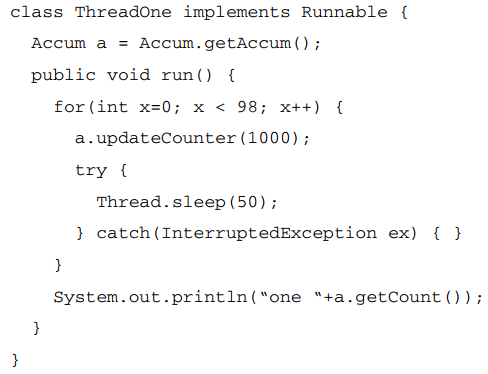 class ThreadOne implements Runnable {
  Accum a = Accum.getAccum();
  public void run() {
    for(int x=0; x < 98; x++) {
      a.updateCounter(1000);
      try {
        Thread.sleep(50);
      } catch(InterruptedException ex) { }
    }
    System.out.println("one "+a.getCount());
  }
}